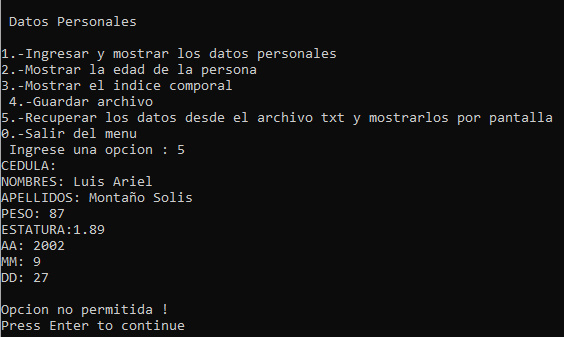 Datos Personales
1.-Ingresar y mostrar los datos personales
2.-Mostrar la edad de la persona
3.-Mostrar el indice comporal
4.-Guardar archivo
5.-Recuperar los datos desde el archivo txt y mostrarlos por pantalla
0.-Salir del menu
Ingrese una opcion : 5
CEDULA:
NOMBRES: Luis Ariel
APELLIDOS: Montaño Solis
PESO: 87
ESTATURA:1.89
AA: 2002
MM: 9
DD: 27
Opcion no permitida !
Press Enter to continue